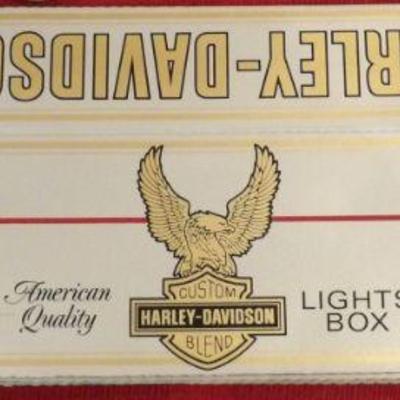 RLEY-DAVIDSO
American
Quality
CUSTOM
HARLEY-DAVIDSON
BLEND
LIGHTS
BOX